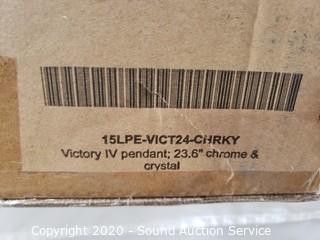 15LPE-VICT24-CHRKY
Victory IV pendant; 23.6" chrome &
crystal
Copyright © 2020 - Sound Auction Service